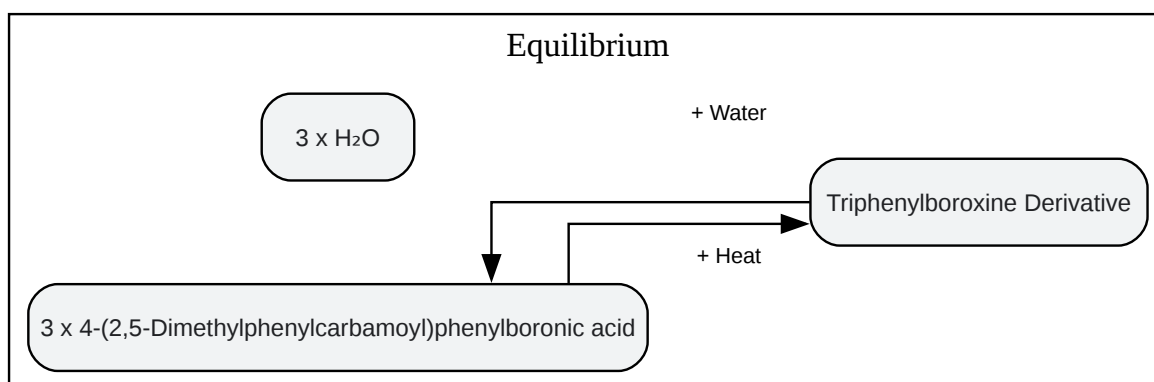 Equilibrium
+ Water
3 x H₂O
Triphenylboroxine Derivative
+ Heat
3 x 4-(2,5-Dimethylphenylcarbamoyl)phenylboronic acid